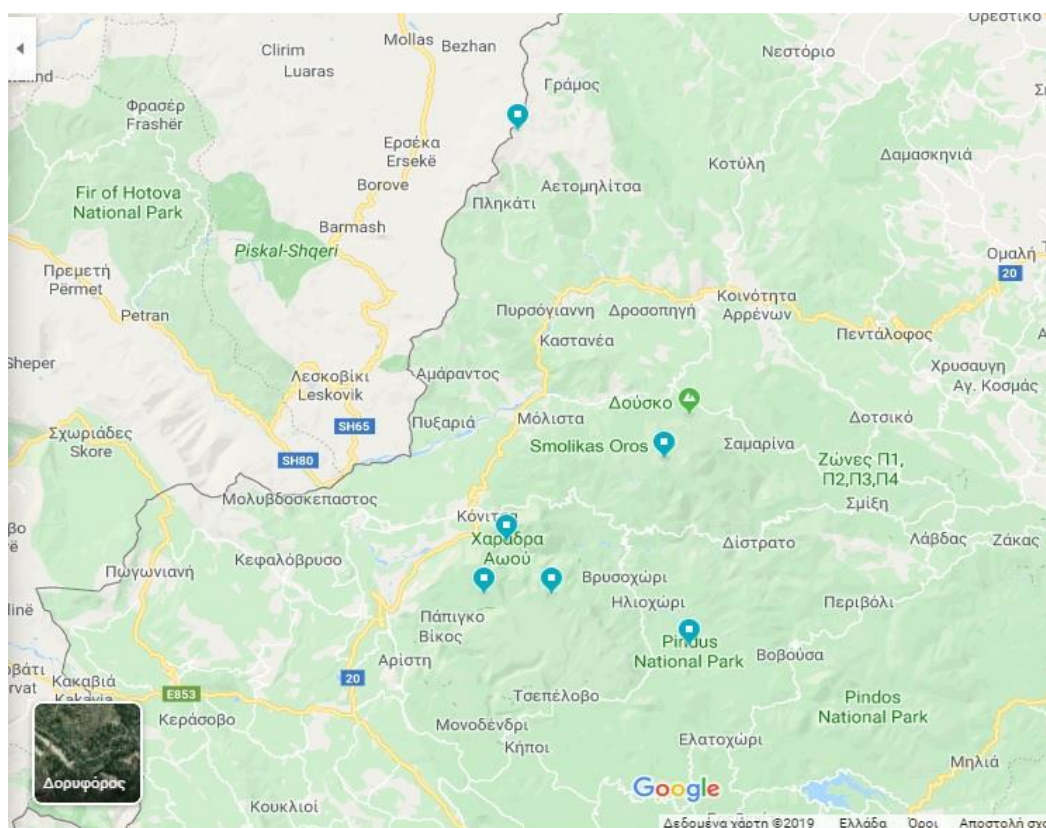 ΟΡΕΣΤΙΚΟ
Mollas
Bezhan
Νεστόριο
Clirim
Luaras
Γράμος
Φρασέρ
Frashër
Ερσέκα
Ersekë
Κοτύλη
Δαμασκηνιά
Borove
Αετομηλίτσα
Πληκάτι
Fir of Hotova
National Park
Barmash
Piskal-Shqeri
Ομαλή
20
Πρεμετή
Përmet
Petran
Πυρσόγιαννη
Δροσοπηγή
Κοινότητα
Αρρένων
Πεντάλοφος
Καστανέα
Sheper
Χρυσαυγη
Αγ. Κοσμάς
Λεσκοβίκι
Leskovik
Αμάραντος
Δούσκο
Μόλιστα
Δοτσικό
Πυξαριά
SH65
Σχωριάδες
Skore
Smolikas Oros
Σαμαρίνα
SH80
Ζώνες Π1,
Π2,Π3,Π4
Μολυβδοσκεπαστος
Σμίξη
Κόνιτσα
Χαράδρα
Αωού
Δίστρατο
Λάβδας
Ζάκας
Κεφαλόβρυσο
Πωγωνιανή
Βρυσοχώρι
Ηλιοχώρι
Περιβόλι
Πάπιγκο
Βίκος
Pindus
National Park
Βοβούσα
Αρίστη
20
Κακαβιά
Kakavia
E853
Τσεπέλοβο
Pindos
National Park
Κεράσοβο
Μονοδένδρι
Κήποι
Ελατοχώρι
Μηλιά
Δορυφόρος
Google
Κουκλιοί
Δεδομένα χάρτη ©2019
Ελλάδα
Όροι
Αποστολή